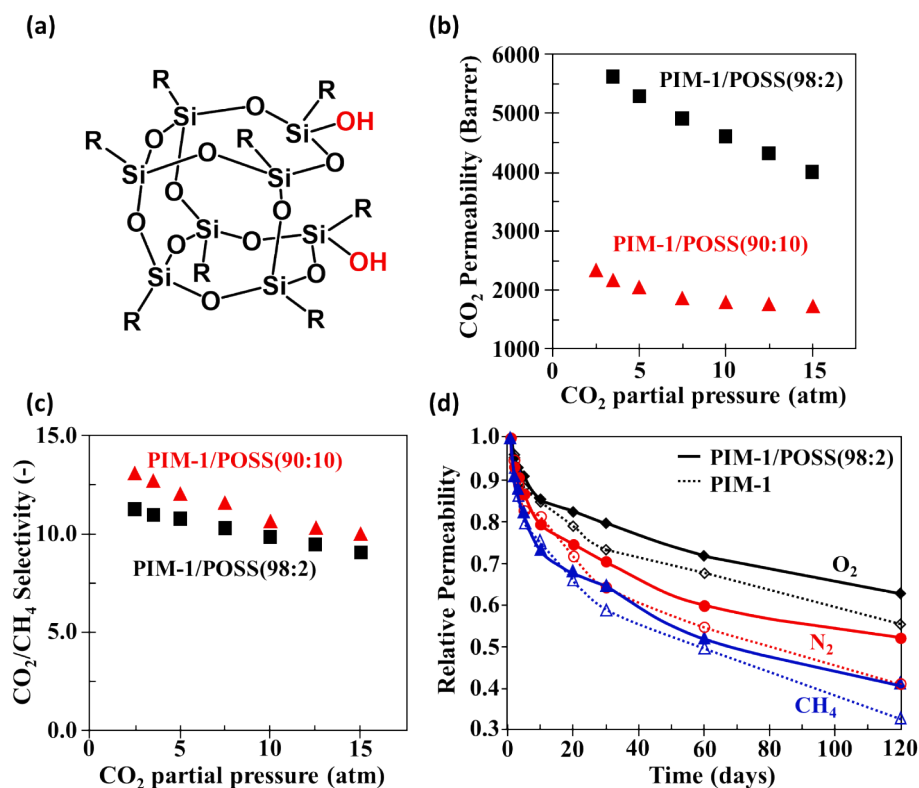 (a)
R
R
Si
O
Si
OH
R
O
O
O
R
Si
Si
O
O
R
O
O
Si
O
Si
OH
O
O
R
Si
O
Si
R
R
(b)
6000
5000
4000
3000
2000
1000
CO₂ Permeability (Barrer)
PIM-1/POSS(98:2)
PIM-1/POSS(90:10)
0 5 10 15
CO₂ partial pressure (atm)
(c)
15.0
10.0
5.0
0.0
CO₂/CH₄ Selectivity (-)
PIM-1/POSS(90:10)
PIM-1/POSS(98:2)
0 5 10 15
CO₂ partial pressure (atm)
(d)
1.0
0.9
0.8
0.7
0.6
0.5
0.4
0.3
Relative Permeability
PIM-1/POSS(98:2)
PIM-1
O₂
N₂
CH₄
0 20 40 60 80 100 120
Time (days)